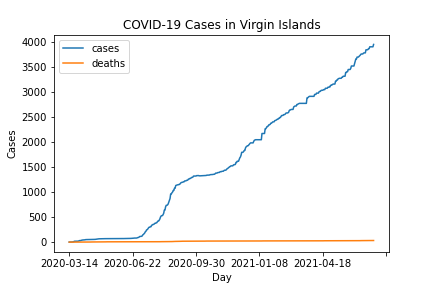 COVID-19 Cases in Virgin Islands
cases
deaths
4000
3500
3000
2500
2000
1500
1000
500
0
Cases
2020-03-14 2020-06-22 2020-09-30 2021-01-08 2021-04-18
Day